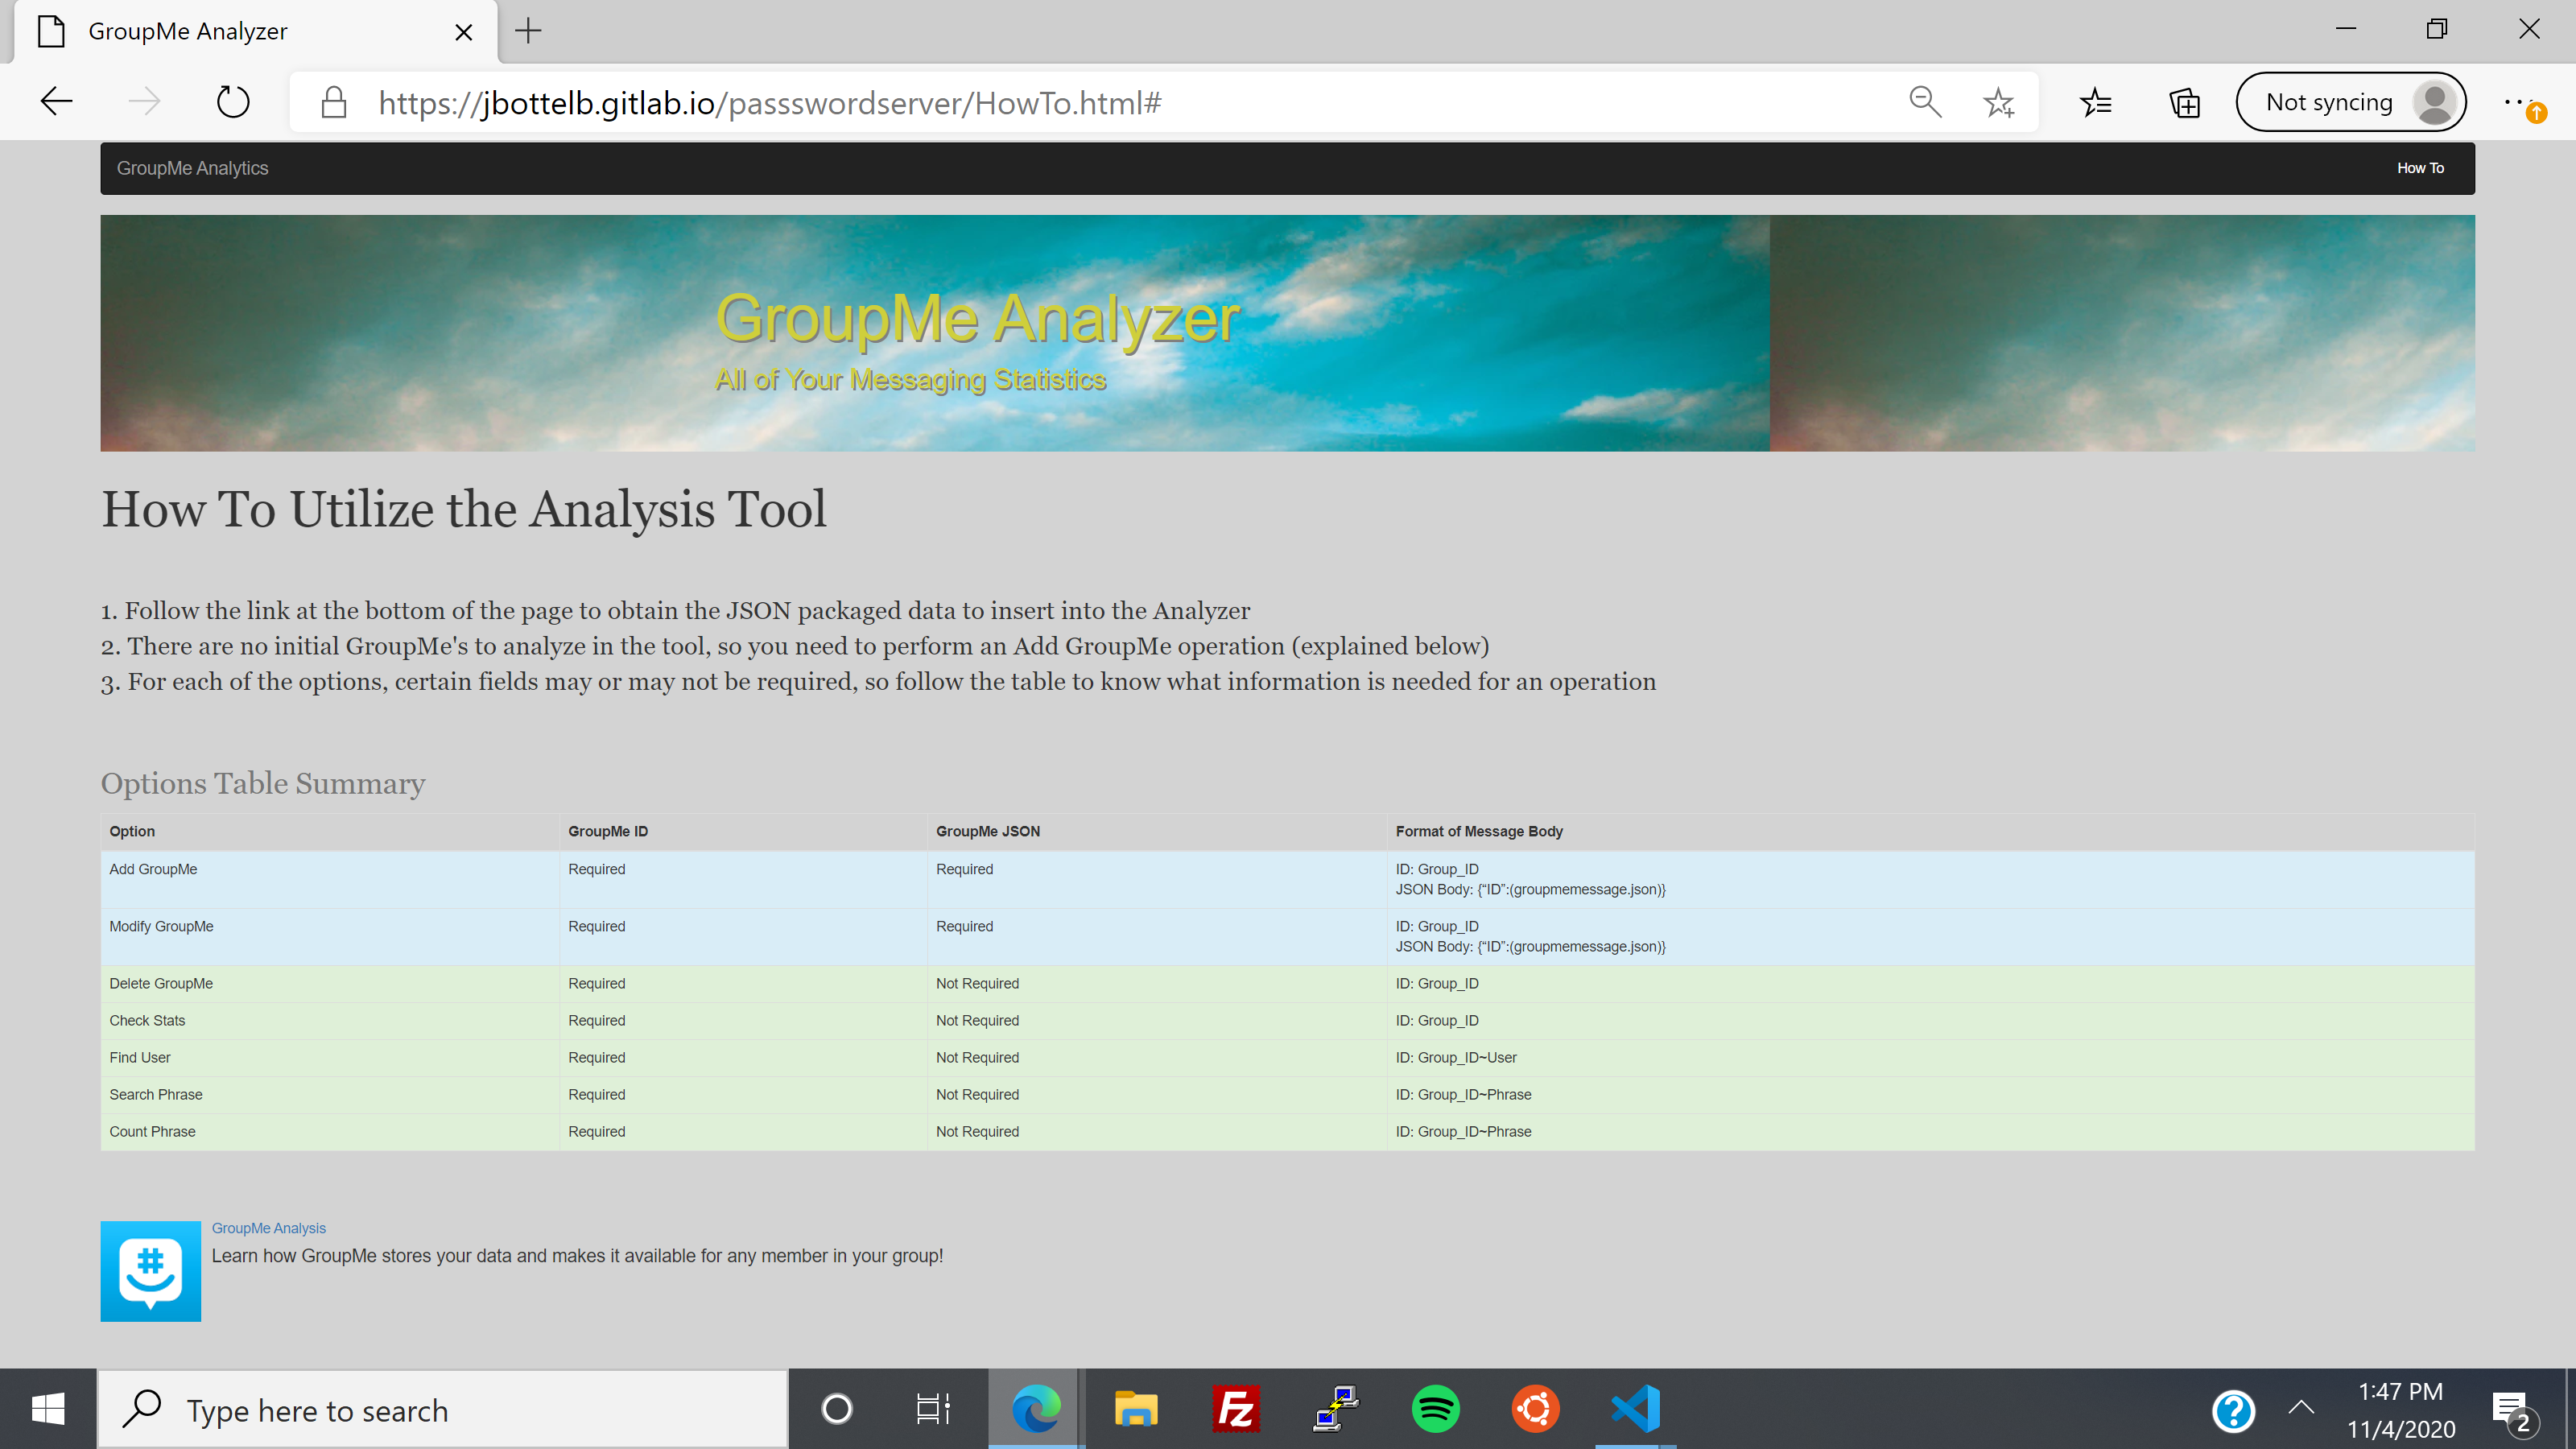 GroupMe Analyzer
https://jbottelb.gitlab.io/passswordserver/HowTo.html#
Not syncing
GroupMe Analytics
How To
GroupMe Analyzer
All of Your Messaging Statistics
How To Utilize the Analysis Tool
1. Follow the link at the bottom of the page to obtain the JSON packaged data to insert into the Analyzer
2. There are no initial GroupMe's to analyze in the tool, so you need to perform an Add GroupMe operation (explained below)
3. For each of the options, certain fields may or may not be required, so follow the table to know what information is needed for an operation
Options Table Summary
Option GroupMe ID GroupMe JSON Format of Message Body
Add GroupMe Required Required ID: Group_ID
JSON Body: {“ID”:(groupmemessage.json)}
Modify GroupMe Required Required ID: Group_ID
JSON Body: {“ID”:(groupmemessage.json)}
Delete GroupMe Required Not Required ID: Group_ID
Check Stats Required Not Required ID: Group_ID
Find User Required Not Required ID: Group_ID~User
Search Phrase Required Not Required ID: Group_ID~Phrase
Count Phrase Required Not Required ID: Group_ID~Phrase
GroupMe Analysis
Learn how GroupMe stores your data and makes it available for any member in your group!
Type here to search
Fz
1:47 PM
11/4/2020
2